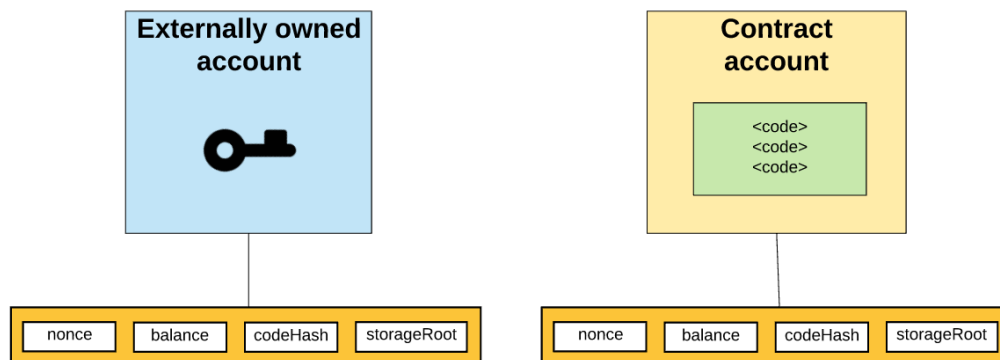 Externally owned
account
Contract
account
<code>
<code>
<code>
nonce
balance
codeHash
storageRoot
nonce
balance
codeHash
storageRoot